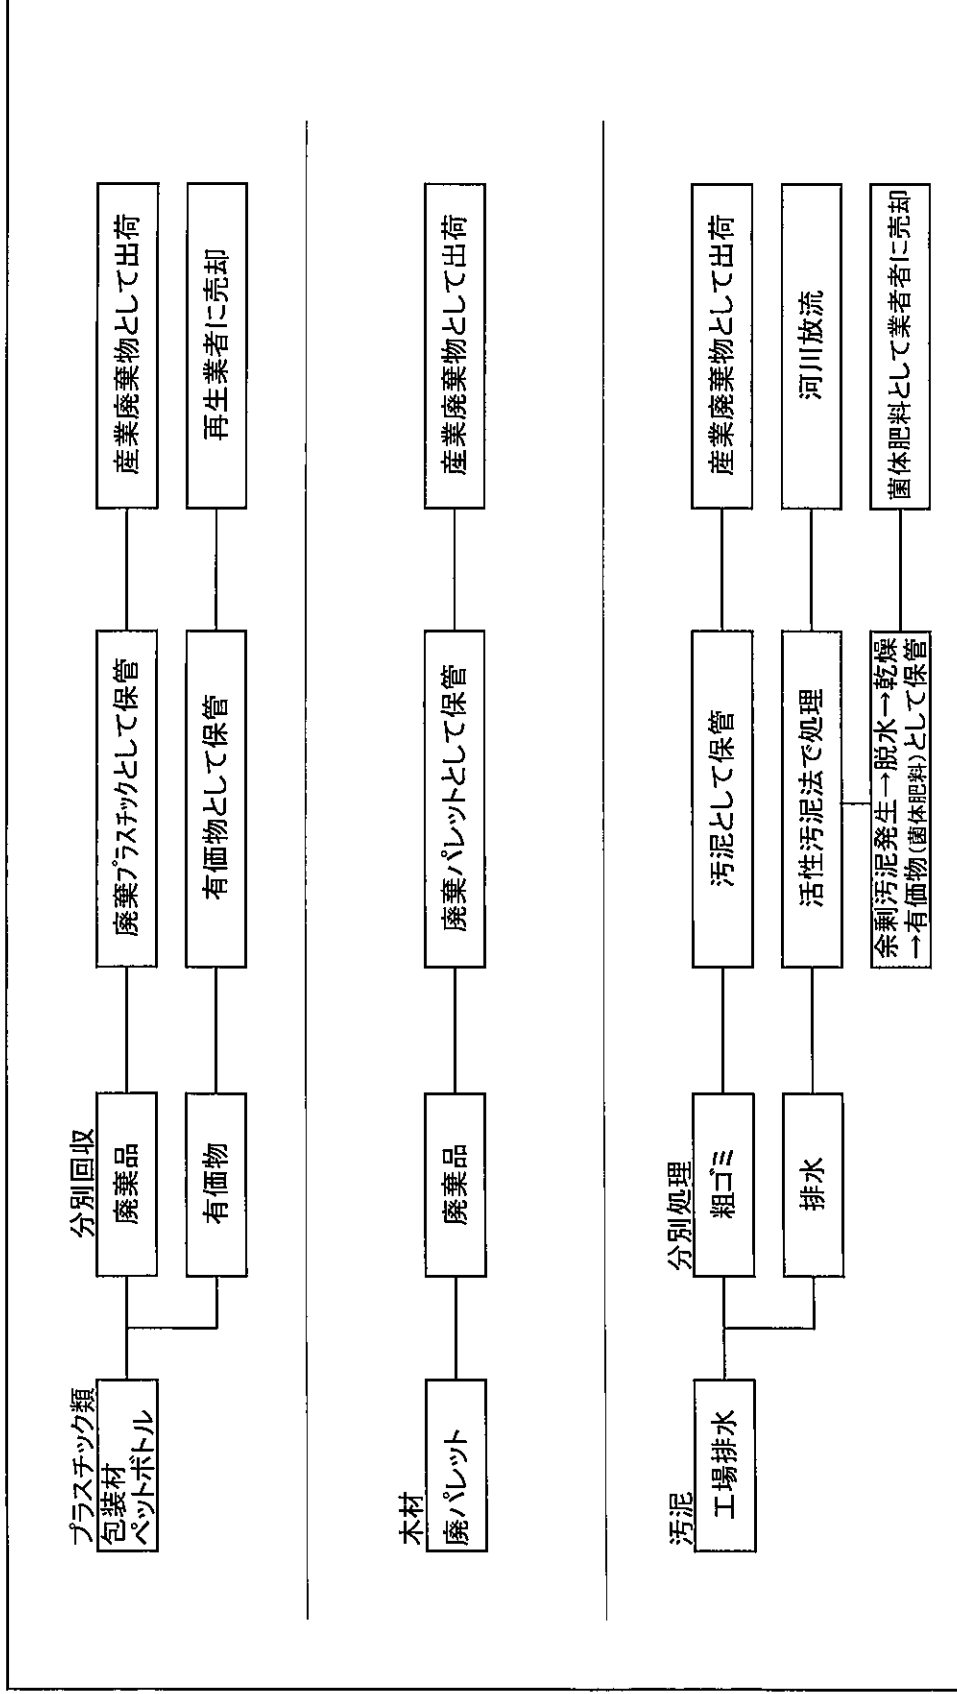 プラスチック類
包装材
ペットボトル
分別回収
廃棄品
廃棄プラスチックとして保管
産業廃棄物として出荷
有価物
有価物として保管
再生業者に売却
木材
廃パレット
廃棄品
廃棄パレットとして保管
産業廃棄物として出荷
汚泥
工場排水
分別処理
粗ゴミ
汚泥として保管
産業廃棄物として出荷
排水
活性汚泥法で処理
河川放流
余剰汚泥発生→脱水→乾燥
→有価物(菌体肥料)として保管
菌体肥料として業者者に売却